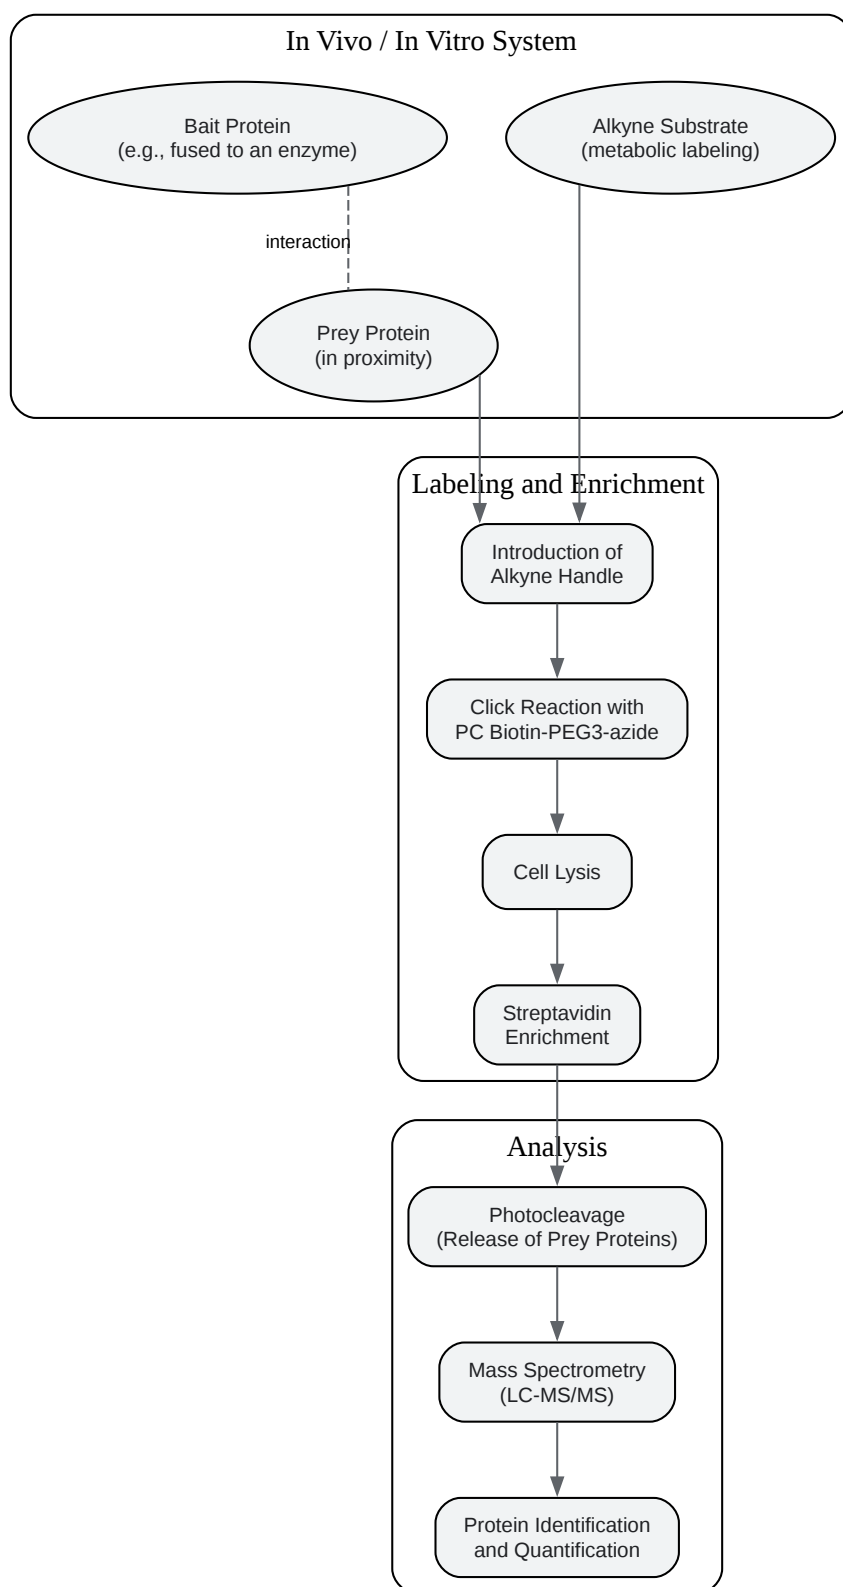 In Vivo / In Vitro System
Bait Protein
(e.g., fused to an enzyme)
Alkyne Substrate
(metabolic labeling)
interaction
Prey Protein
(in proximity)
Labeling and Enrichment
Introduction of
Alkyne Handle
Click Reaction with
PC Biotin-PEG3-azide
Cell Lysis
Streptavidin
Enrichment
Analysis
Photocleavage
(Release of Prey Proteins)
Mass Spectrometry
(LC-MS/MS)
Protein Identification
and Quantification